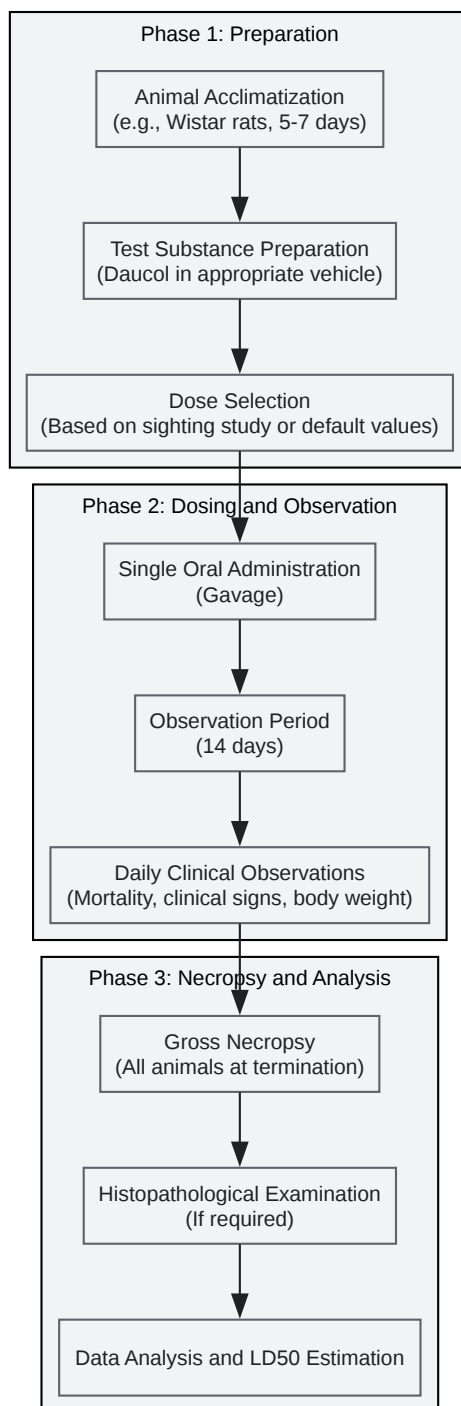 Phase 1: Preparation
Animal Acclimatization
(e.g., Wistar rats, 5-7 days)
Test Substance Preparation
(Daucol in appropriate vehicle)
Dose Selection
(Based on sighting study or default values)
Phase 2: Dosing and Observation
Single Oral Administration
(Gavage)
Observation Period
(14 days)
Daily Clinical Observations
(Mortality, clinical signs, body weight)
Phase 3: Necropsy and Analysis
Gross Necropsy
(All animals at termination)
Histopathological Examination
(If required)
Data Analysis and LD50 Estimation